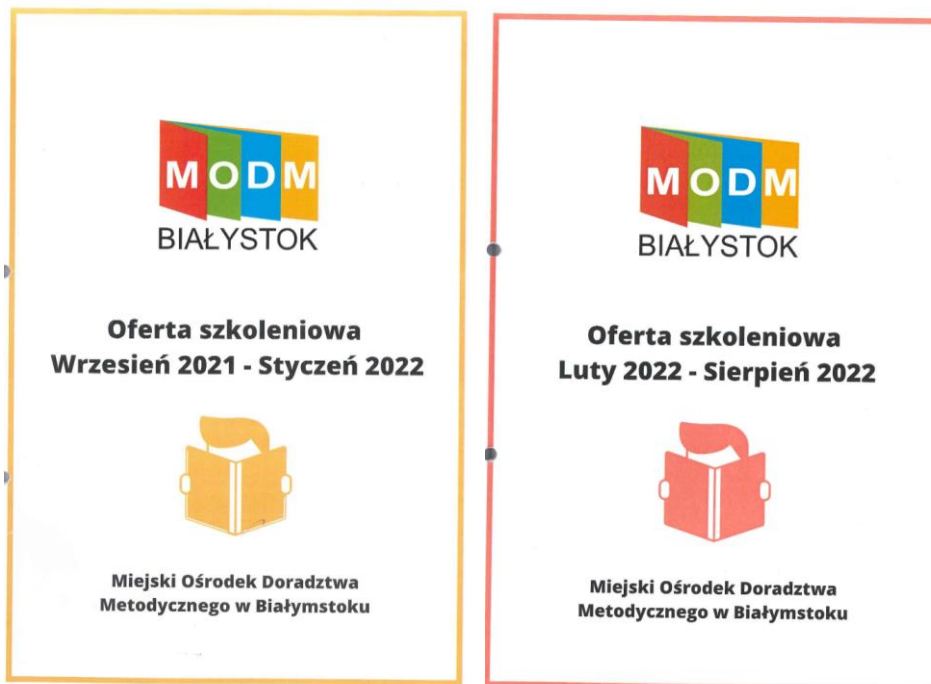 MODM
BIAŁYSTOK
Oferta szkoleniowa
Wrzesień 2021 - Styczeń 2022
Miejski Ośrodek Doradztwa
Metodycznego w Białymstoku
MODM
BIAŁYSTOK
Oferta szkoleniowa
Luty 2022 - Sierpień 2022
Miejski Ośrodek Doradztwa
Metodycznego w Białymstoku